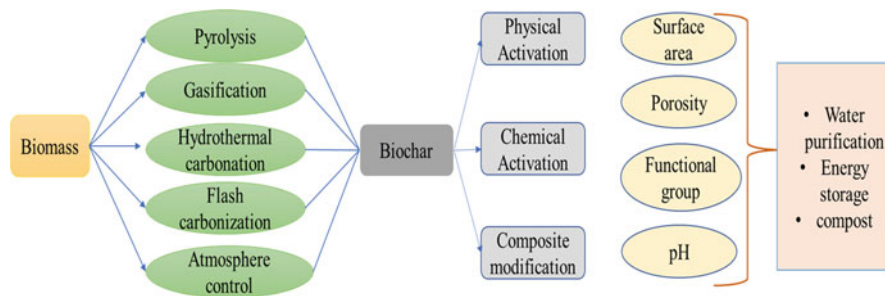 Biomass
Pyrolysis
Gasification
Hydrothermal
carbonation
Flash
carbonization
Atmosphere
control
Biochar
Physical
Activation
Chemical
Activation
Composite
modification
Surface
area
Porosity
Functional
group
pH
• Water
purification
• Energy
storage
• compost